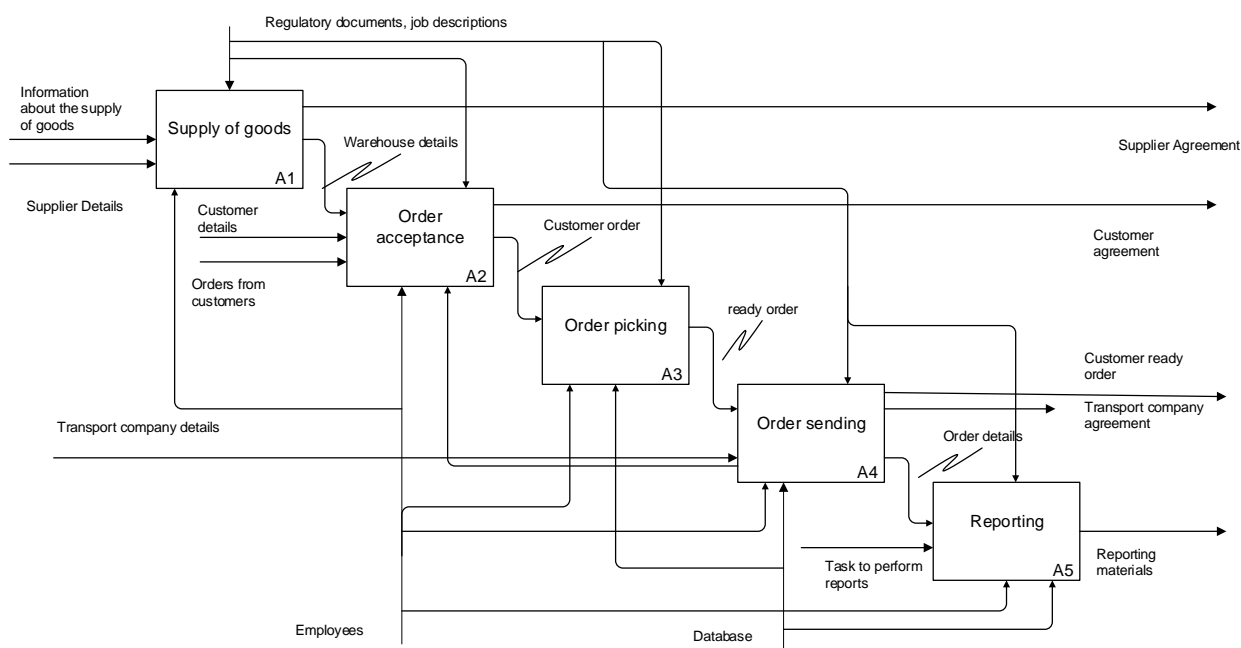 Regulatory documents, job descriptions
Information
about the supply
of goods
Supply of goods
A1
Warehouse details
Supplier Agreement
Supplier Details
Customer
details
Order
acceptance
A2
Customer order
Customer
agreement
Orders from
customers
Order picking
A3
ready order
Customer ready
order
Transport company
agreement
Transport company details
Order sending
A4
Order details
Reporting
A5
Task to perform
reports
Reporting
materials
Employees
Database